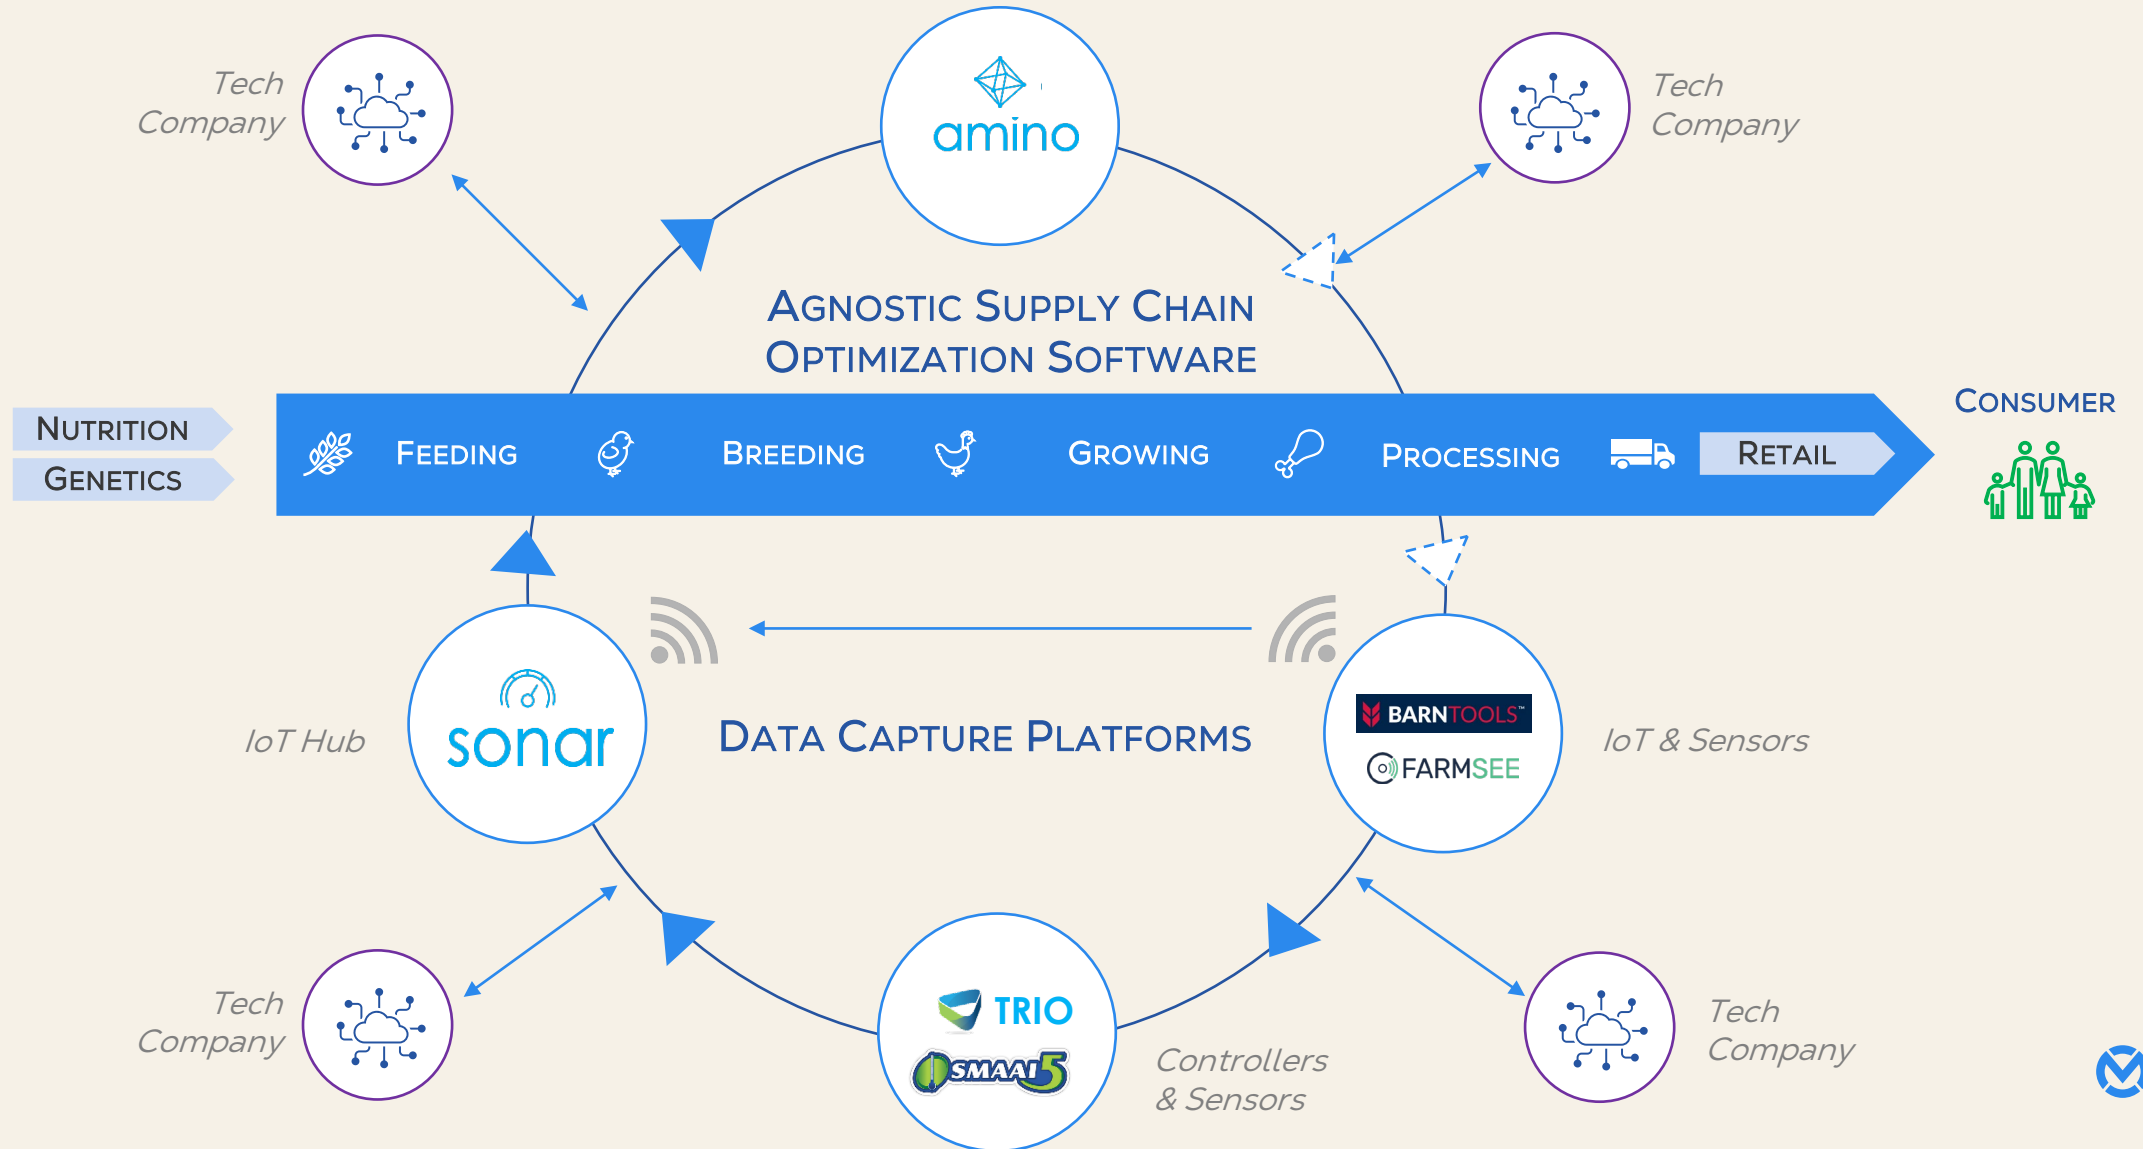 Tech
Company
amino
Tech
Company
AGNOSTIC SUPPLY CHAIN
OPTIMIZATION SOFTWARE
NUTRITION
GENETICS
FEEDING
BREEDING
GROWING
PROCESSING
RETAIL
CONSUMER
IoT Hub
sonar
DATA CAPTURE PLATFORMS
BARNTOOLS™
FARMSEE
IoT & Sensors
Tech
Company
TRIO
SMAAI5
Controllers
& Sensors
Tech
Company